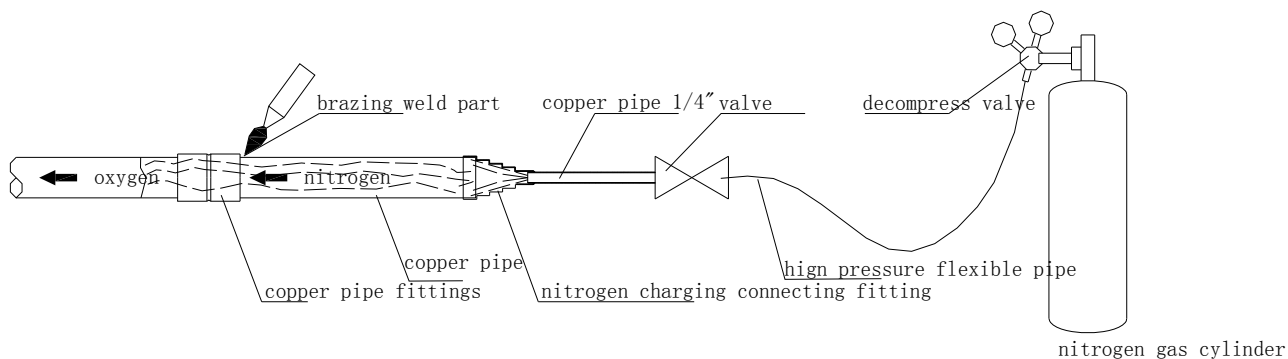 brazing weld part
copper pipe 1/4″
valve
decompress valve
oxygen
nitrogen
copper pipe
hign pressure flexible pipe
copper pipe fittings
nitrogen charging connecting fitting
nitrogen gas cylinder